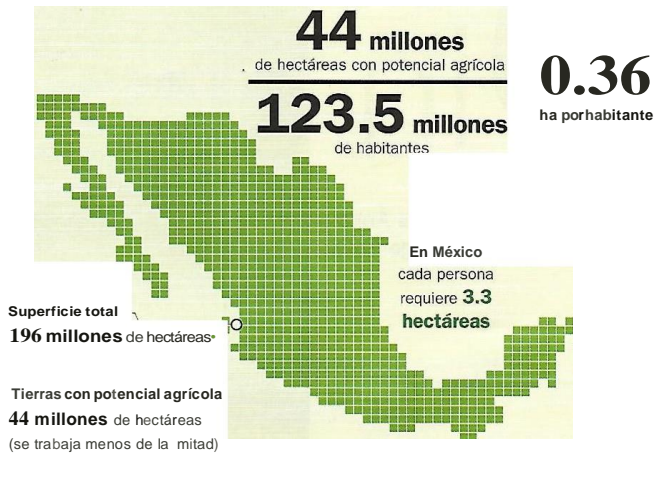 44 millones
de hectáreas con potencial agrícola
123.5 millones
de habitantes
0.36
ha porhabitante
En México
cada persona
requiere 3.3
hectáreas
Superficie total
196 millones de hectáreas
Tierras con potencial agrícola
44 millones de hectáreas
(se trabaja menos de la mitad)